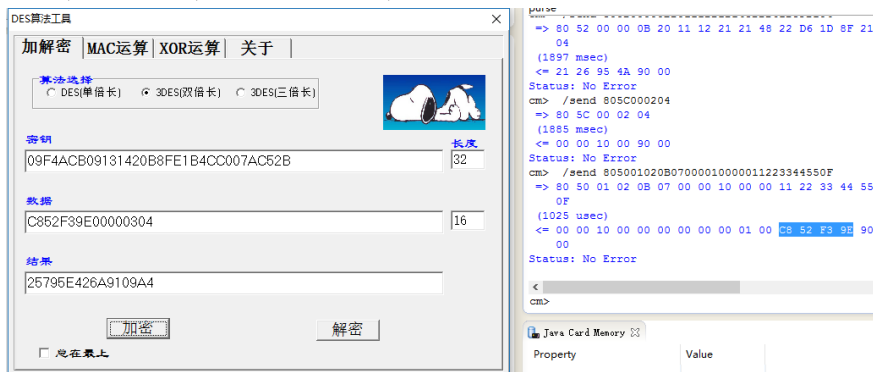 DES算法工具
加解密 MAC运算 XOR运算 关于
算法选择
DES(单倍长) 3DES(双倍长) 3DES(三倍长)
密钥
长度
09F4ACB09131420B8FE1B4CC007AC52B
32
数据
C852F39E00000304
16
结果
25795E426A9109A4
加密
解密
总在最上
=> 80 52 00 00 0B 20 11 12 21 21 48 22 D6 1D 8F 21
04
(1897 msec)
<= 21 26 95 4A 90 00
Status: No Error
cm> /send 805C000204
=> 80 5C 00 02 04
(1885 msec)
<= 00 00 10 00 90 00
Status: No Error
cm> /send 805001020B07000010000011223344550F
=> 80 50 01 02 0B 07 00 00 10 00 00 11 22 33 44 55
0F
(1025 usec)
<= 00 00 10 00 00 00 00 00 00 01 00 C8 52 F3 9E 90
00
Status: No Error
cm>
Java Card Memory
Property Value